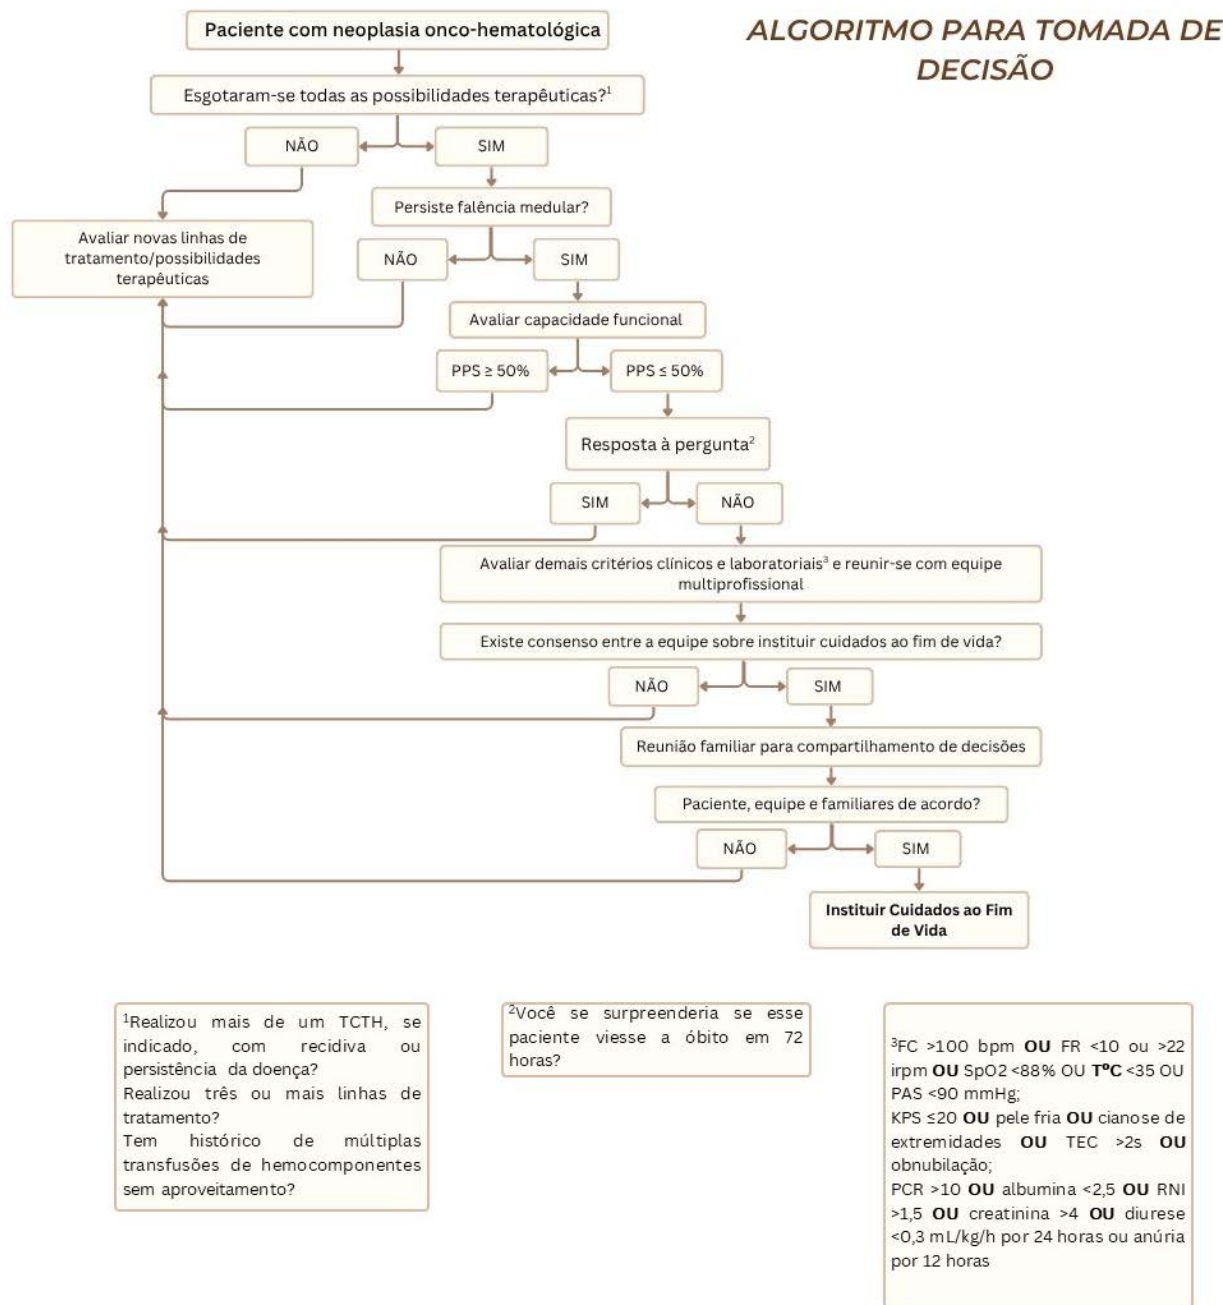 ALGORITMO PARA TOMADA DE
DECISÃO
Paciente com neoplasia onco-hematológica
Esgotaram-se todas as possibilidades terapêuticas?¹
NÃO
SIM
Persiste falência medular?
Avaliar novas linhas de
tratamento/possibilidades
terapêuticas
NÃO
SIM
Avaliar capacidade funcional
PPS ≥ 50%
PPS ≤ 50%
Resposta à pergunta²
SIM
NÃO
Avaliar demais critérios clínicos e laboratoriais³ e reunir-se com equipe
multiprofissional
Existe consenso entre a equipe sobre instituir cuidados ao fim de vida?
NÃO
SIM
Reunião familiar para compartilhamento de decisões
Paciente, equipe e familiares de acordo?
NÃO
SIM
Instituir Cuidados ao Fim
de Vida
¹Realizou mais de um TCTH, se
indicado, com recidiva ou
persistência da doença?
Realizou três ou mais linhas de
tratamento?
Tem histórico de múltiplas
transfusões de hemocomponentes
sem aproveitamento?
²Você se surpreenderia se esse
paciente viesse a óbito em 72
horas?
³FC >100 bpm OU FR <10 ou >22
irpm OU SpO2 <88% OU TºC <35 OU
PAS <90 mmHg;
KPS ≤20 OU pele fria OU cianose de
extremidades OU TEC >2s OU
obnubilação;
PCR >10 OU albumina <2,5 OU RNI
>1,5 OU creatinina >4 OU diurese
<0,3 mL/kg/h por 24 horas ou anúria
por 12 horas